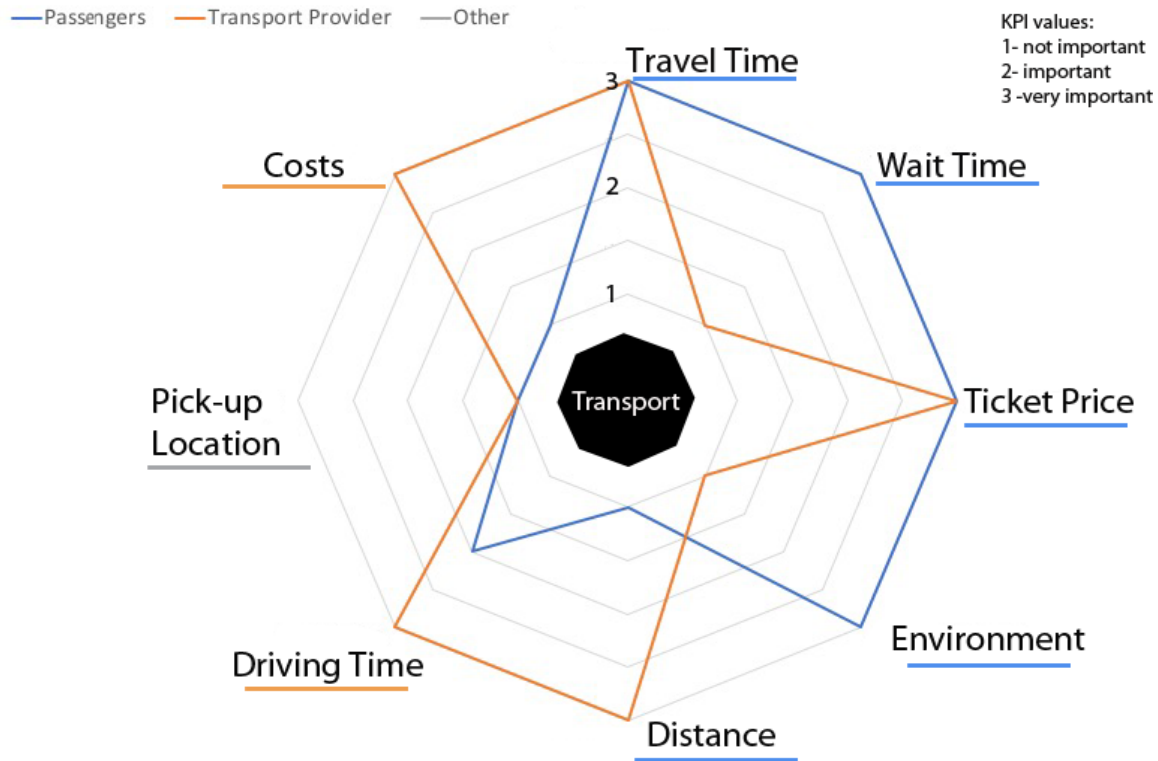 Passengers
Transport Provider
Other
KPI values:
1- not important
2- important
3 -very important
Travel Time
3
Costs
Wait Time
2
1
Pick-up
Location
Transport
Ticket Price
Environment
Driving Time
Distance